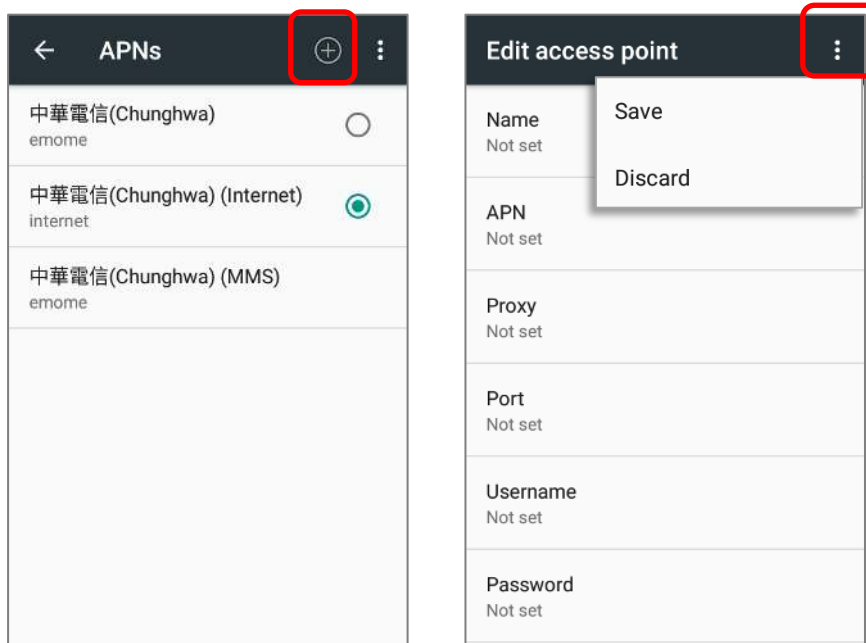 APNs
中華電信(Chunghwa)
emome
中華電信(Chunghwa) (Internet)
internet
中華電信(Chunghwa) (MMS)
emome
Edit access point
Save
Discard
Name
Not set
APN
Not set
Proxy
Not set
Port
Not set
Username
Not set
Password
Not set